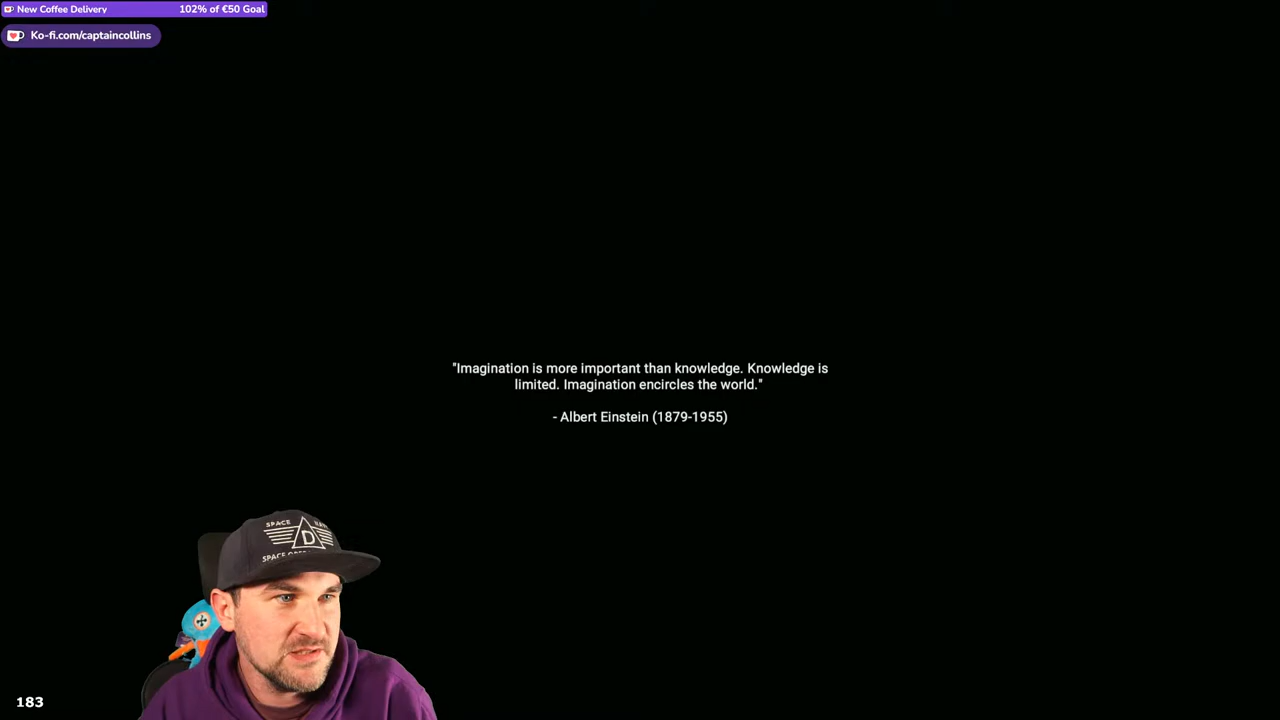 New Coffee Delivery 102% of €50 Goal
Ko-fi.com/captaincollins
"Imagination is more important than knowledge. Knowledge is
limited. Imagination encircles the world."
- Albert Einstein (1879-1955)
SPACE
D
183